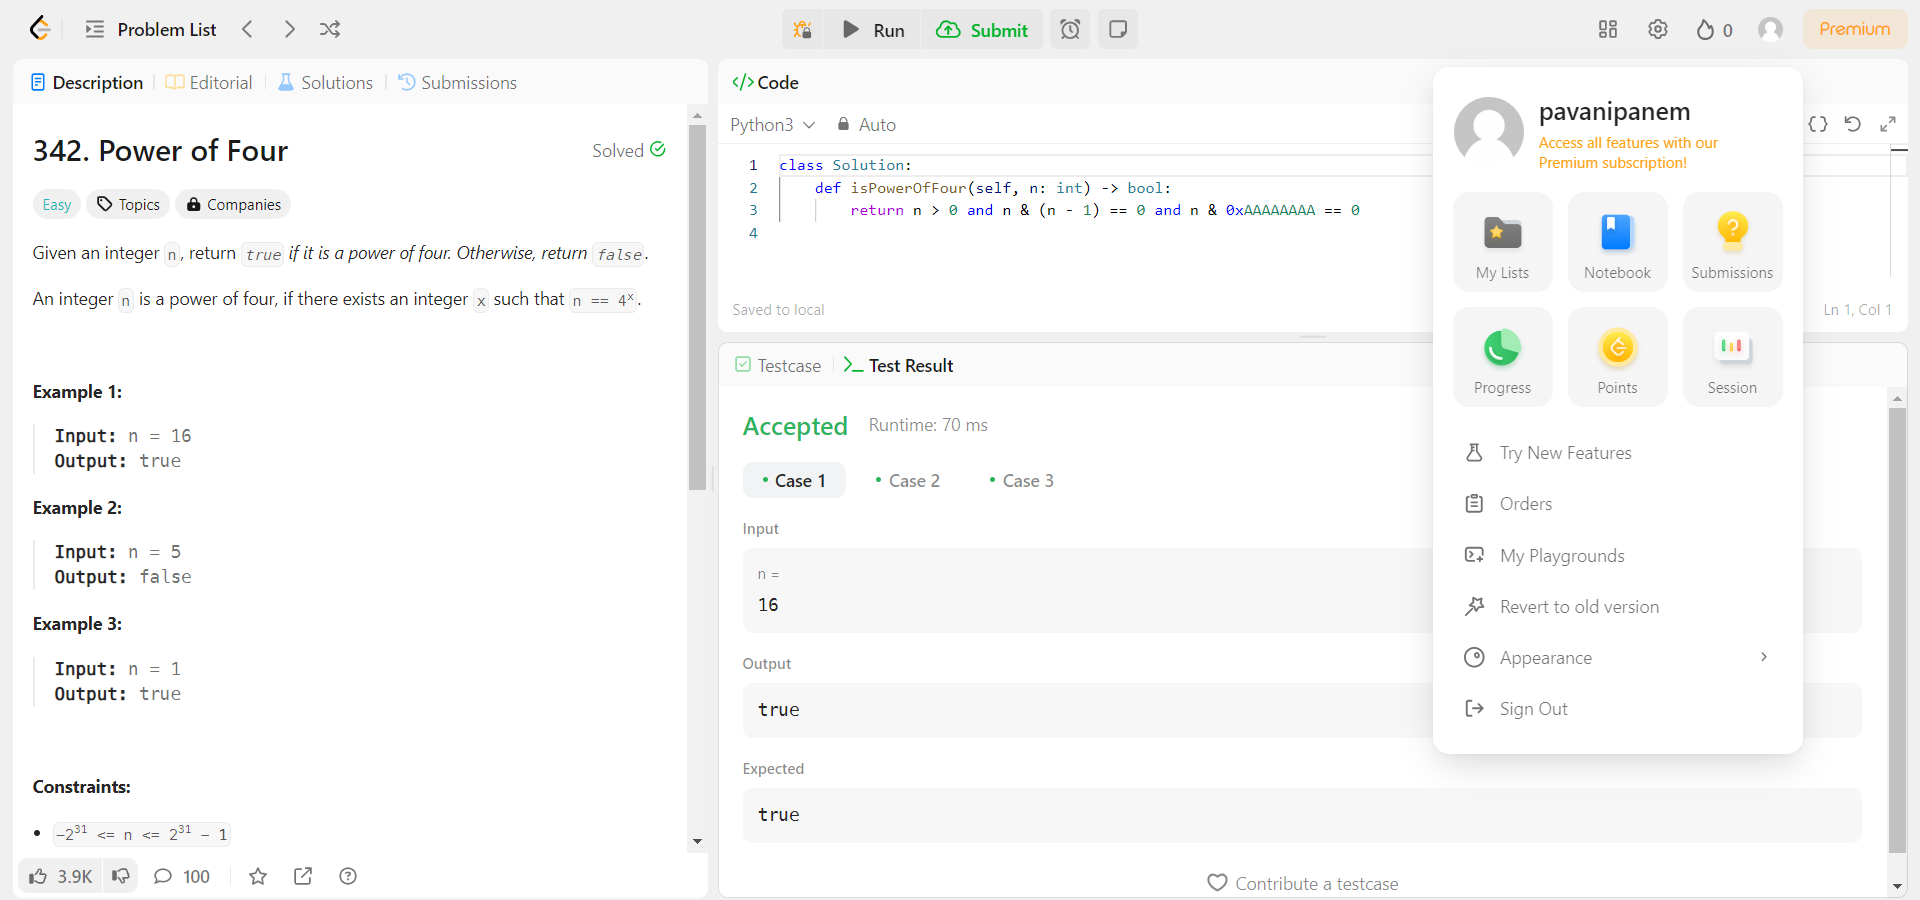 Problem List
Run
Submit
0
Premium
Description
Editorial
Solutions
Submissions
342. Power of Four
Solved
Easy
Topics
Companies
Given an integer n, return true if it is a power of four. Otherwise, return false.
An integer n is a power of four, if there exists an integer x such that n == 4ˣ.
Example 1:
Input: n = 16
Output: true
Example 2:
Input: n = 5
Output: false
Example 3:
Input: n = 1
Output: true
Constraints:
• -2³¹ <= n <= 2³¹ - 1
3.9K
100
</> Code
Python3
Auto
1 class Solution:
2 def isPowerOfFour(self, n: int) -> bool:
3 return n > 0 and n & (n - 1) == 0 and n & 0xAAAAAAAA == 0
4
Saved to local
Ln 1, Col 1
Testcase
Test Result
Accepted
Runtime: 70 ms
• Case 1
• Case 2
• Case 3
Input
n =
16
Output
true
Expected
true
Contribute a testcase
pavanipanem
Access all features with our
Premium subscription!
My Lists
Notebook
Submissions
Progress
Points
Session
Try New Features
Orders
My Playgrounds
Revert to old version
Appearance
Sign Out